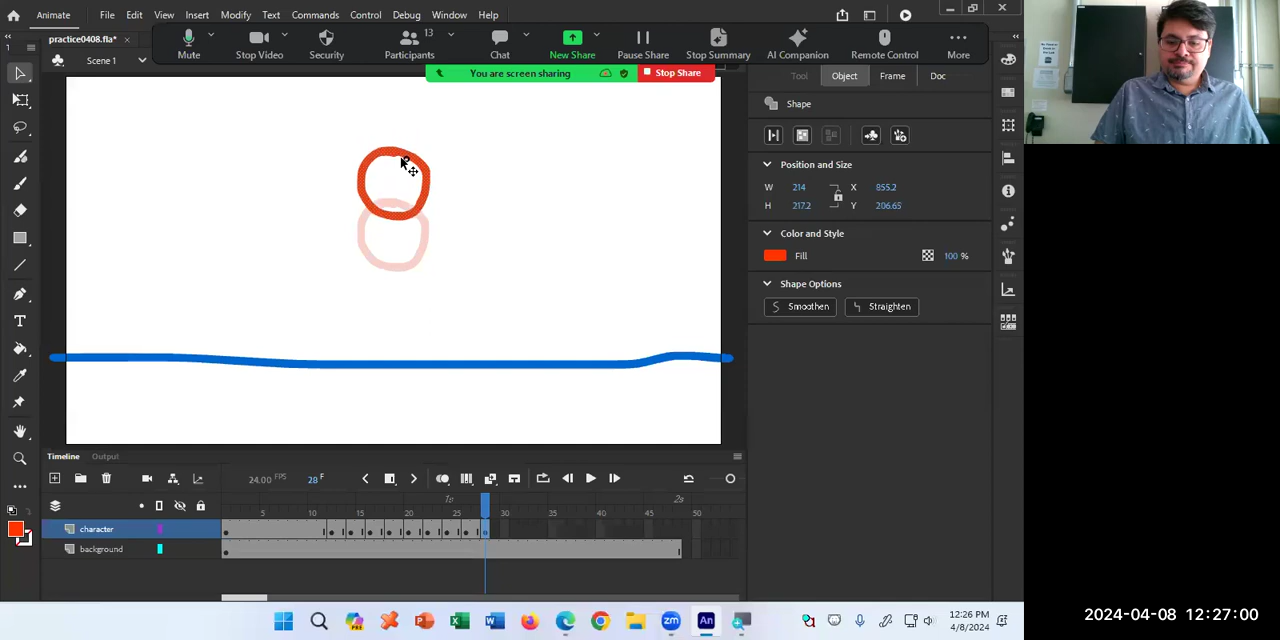 Animate File Edit View Insert Modify Text Commands Control Debug Window Help
practice0408.fla*
Scene 1
Mute Stop Video Security Participants 13 Chat New Share Pause Share Stop Summary AI Companion Remote Control More
You are screen sharing Stop Share
Tool Object Frame Doc
Shape
Position and Size
W 214 X 855.2
H 217.2 Y 206.65
Color and Style
Fill 100 %
Shape Options
Smoothen Straighten
Timeline Output
24.00 FPS 28 F
1s 2s
5 10 15 20 25 30 35 40 45 50
character
background
12:26 PM
4/8/2024
2024-04-08 12:27:00